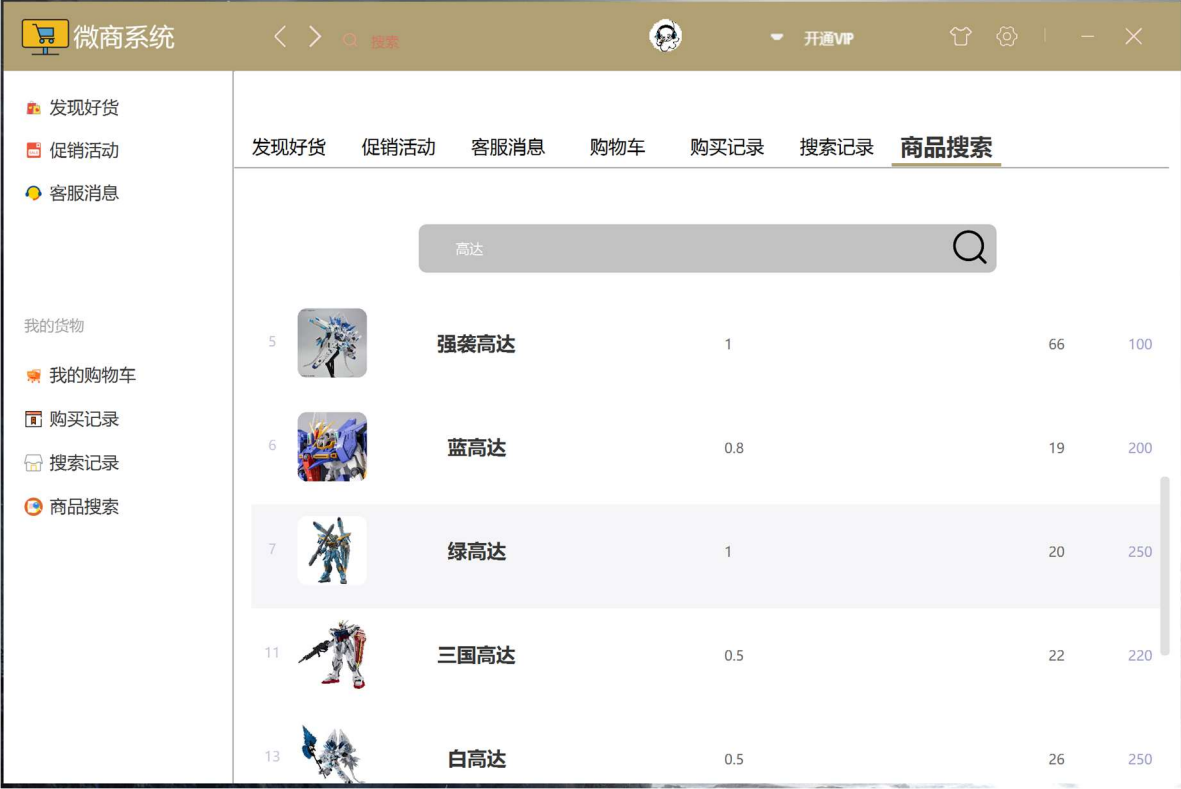 微商系统
搜索
开通VIP
发现好货
促销活动
客服消息
我的货物
我的购物车
购买记录
搜索记录
商品搜索
发现好货 促销活动 客服消息 购物车 购买记录 搜索记录 商品搜索
高达
5 强袭高达 1 66 100
6 蓝高达 0.8 19 200
7 绿高达 1 20 250
11 三国高达 0.5 22 220
13 白高达 0.5 26 250